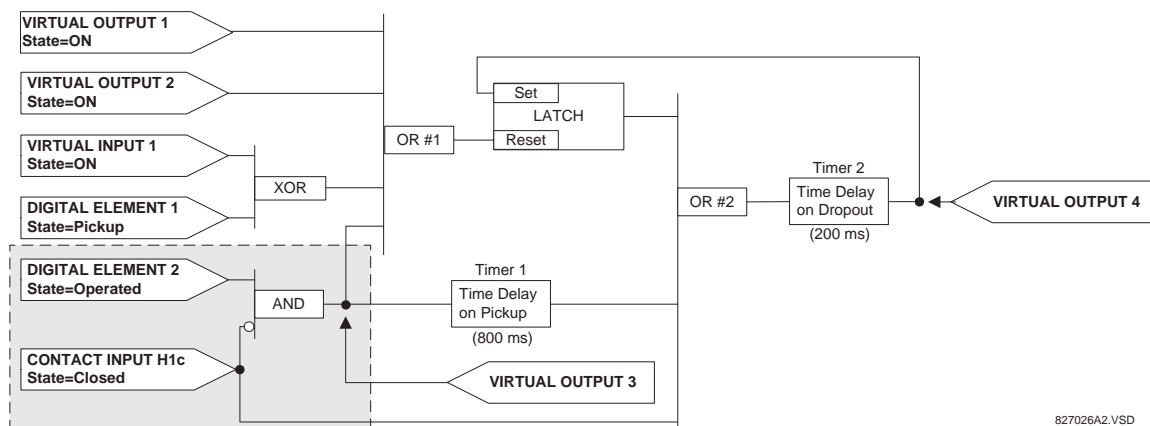 VIRTUAL OUTPUT 1
State=ON
VIRTUAL OUTPUT 2
State=ON
VIRTUAL INPUT 1
State=ON
DIGITAL ELEMENT 1
State=Pickup
DIGITAL ELEMENT 2
State=Operated
CONTACT INPUT H1c
State=Closed
XOR
AND
OR #1
Set
LATCH
Reset
Timer 1
Time Delay
on Pickup
(800 ms)
VIRTUAL OUTPUT 3
OR #2
Timer 2
Time Delay
on Dropout
(200 ms)
VIRTUAL OUTPUT 4
827026A2.VSD